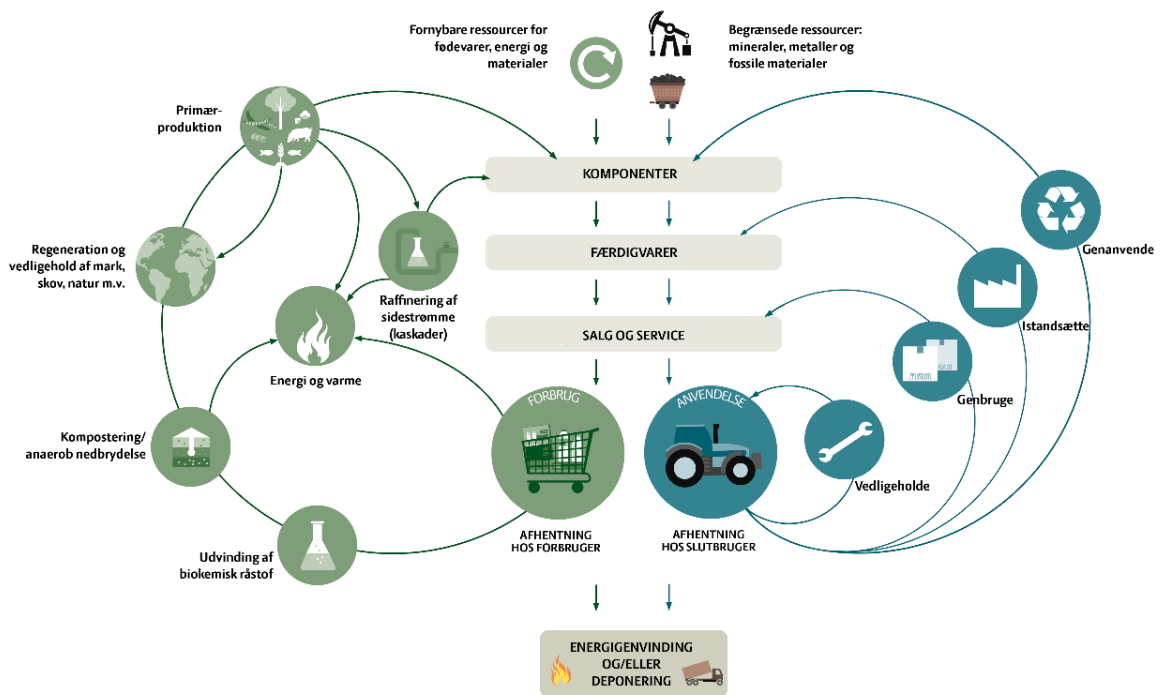 Fornybare ressourcer for
fødevarer, energi og
materialer
Begrænsede ressourcer:
mineraler, metaller og
fossile materialer
Primær-
produktion
KOMPONENTER
Genanvende
Regeneration og
vedligehold af mark,
skov, natur m.v.
FÆRDIGVARER
Raffinering af
sidestrømme
(kaskader)
Istandsætte
SALG OG SERVICE
Energi og varme
Genbruge
FORBRUG
ANVENDELSE
Kompostering/
anaerob nedbrydelse
Vedligeholde
AFHENTNING
HOS FORBRUGER
AFHENTNING
HOS SLUTBRUGER
Udvinding af
biokemisk råstof
ENERGIGENVINDING
OG/ELLER
DEPONERING